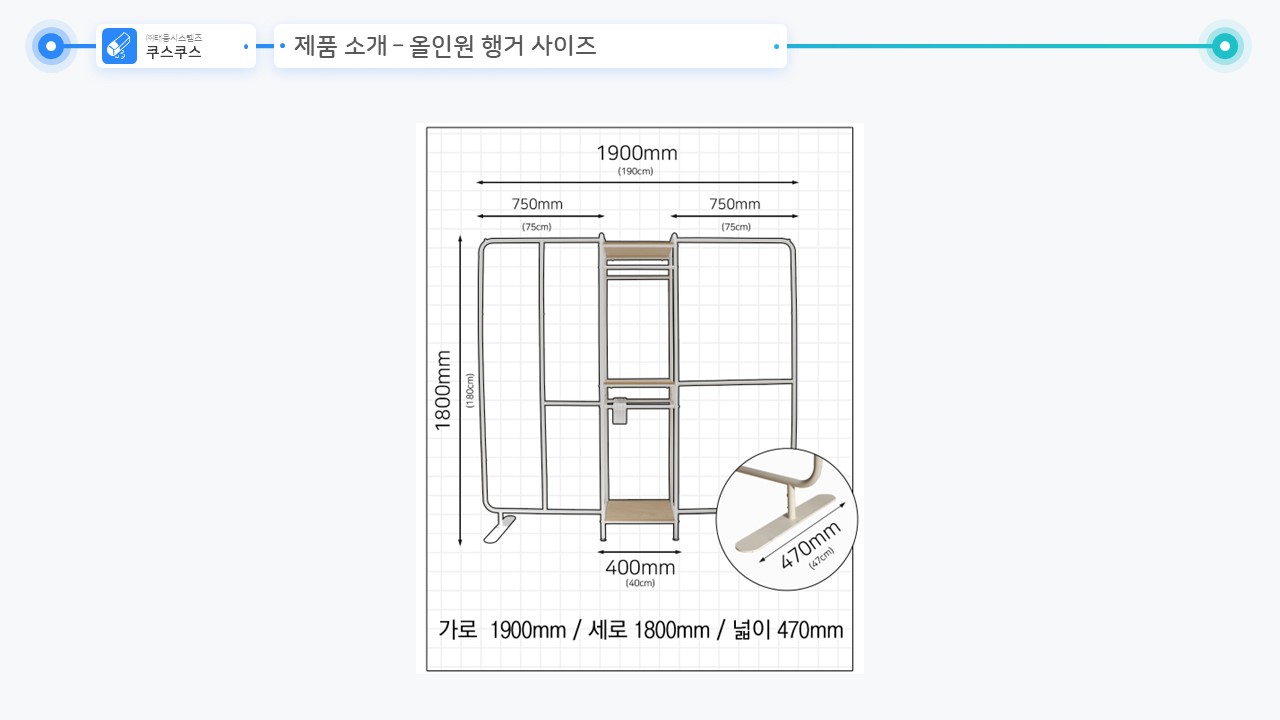 ㈜태웅시스템즈
쿠스쿠스
제품 소개 – 올인원 행거 사이즈
1900mm
(190cm)
750mm
(75cm)
750mm
(75cm)
1800mm
(180cm)
400mm
(40cm)
470mm
(47cm)
가로 1900mm / 세로 1800mm / 넓이 470mm